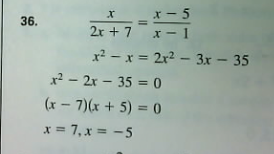 36. x/(2x + 7) = (x - 5)/(x - 1)
x² - x = 2x² - 3x - 35
x² - 2x - 35 = 0
(x - 7)(x + 5) = 0
x = 7, x = -5